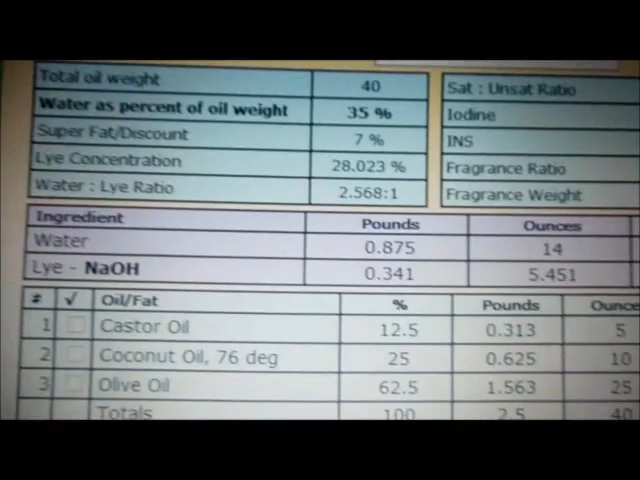 Total oil weight 40 Sat : Unsat Ratio
Water as percent of oil weight 35 % Iodine
Super Fat/Discount 7 % INS
Lye Concentration 28.023 % Fragrance Ratio
Water : Lye Ratio 2.568:1 Fragrance Weight
Ingredient Pounds Ounces
Water 0.875 14
Lye - NaOH 0.341 5.451
# √ Oil/Fat % Pounds Ounce
1 Castor Oil 12.5 0.313 5
2 Coconut Oil, 76 deg 25 0.625 10
3 Olive Oil 62.5 1.563 25
Totals 100 2.5 40